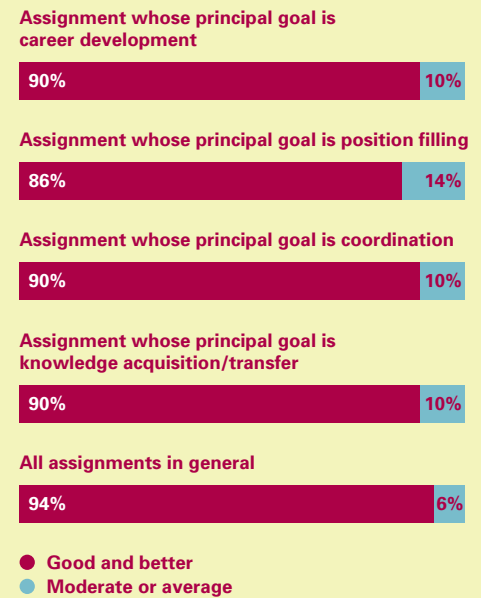 Assignment whose principal goal is
career development
90% 10%
Assignment whose principal goal is position filling
86% 14%
Assignment whose principal goal is coordination
90% 10%
Assignment whose principal goal is
knowledge acquisition/transfer
90% 10%
All assignments in general
94% 6%
Good and better
Moderate or average